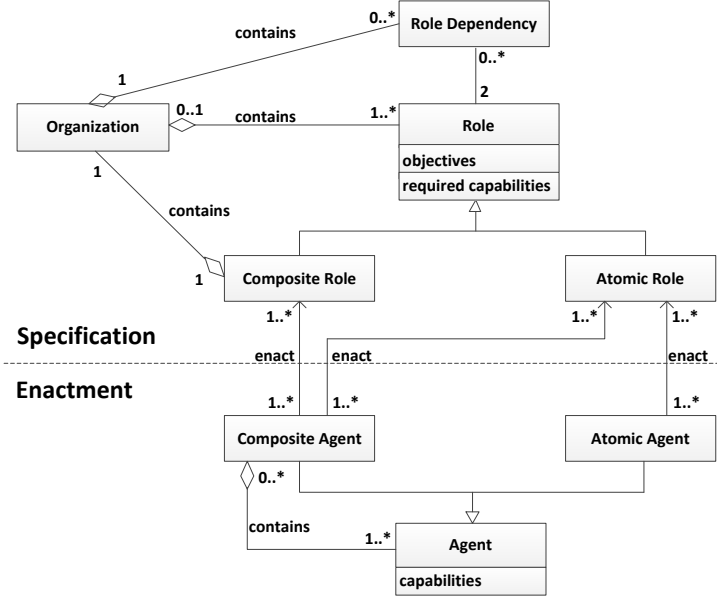 0..*
Role Dependency
contains
1
0..*
2
0..1
1..*
Organization
contains
Role
objectives
required capabilities
1
contains
1
Composite Role
Atomic Role
1..*
1..*
1..*
Specification
enact
enact
enact
Enactment
1..*
1..*
1..*
Composite Agent
Atomic Agent
0..*
contains
1..*
Agent
capabilities